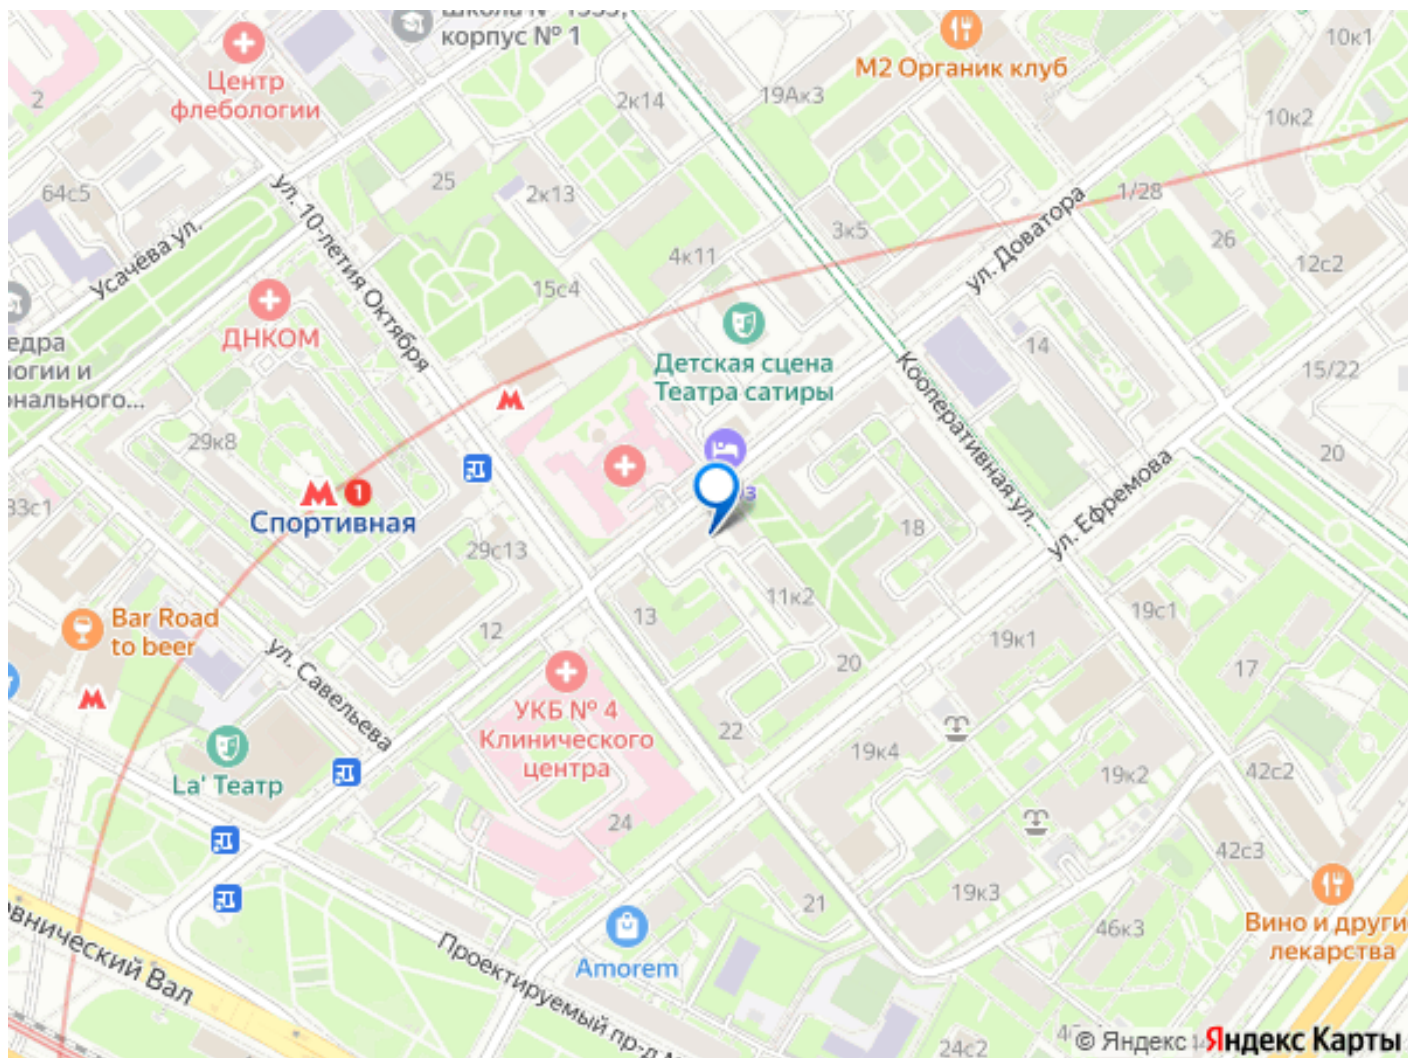 корпус № 1
Центр
флебологии
2
64с5
Усачёва ул.
ул. 10-летия Октября
25
2к14
2к13
19Ак3
М2 Органик клуб
10к1
10к2
1/28
ул. Доватора
26
12с2
3к5
4к11
15с4
ДНКОМ
Детская сцена
Театра сатиры
Кооперативная ул.
14
15/22
20
ул. Ефремова
29к8
1
Спортивная
29с13
33с1
18
11к2
13
12
20
22
19к1
19с1
17
Bar Road
to beer
ул. Савельева
La' Театр
УКБ № 4
Клинического
центра
24
19к4
19к2
19к3
42с2
42с3
46к3
21
Вино и други
лекарства
Amorem
Проектируемый пр-д
внический Вал
24с2
© Яндекс
Яндекс Карты